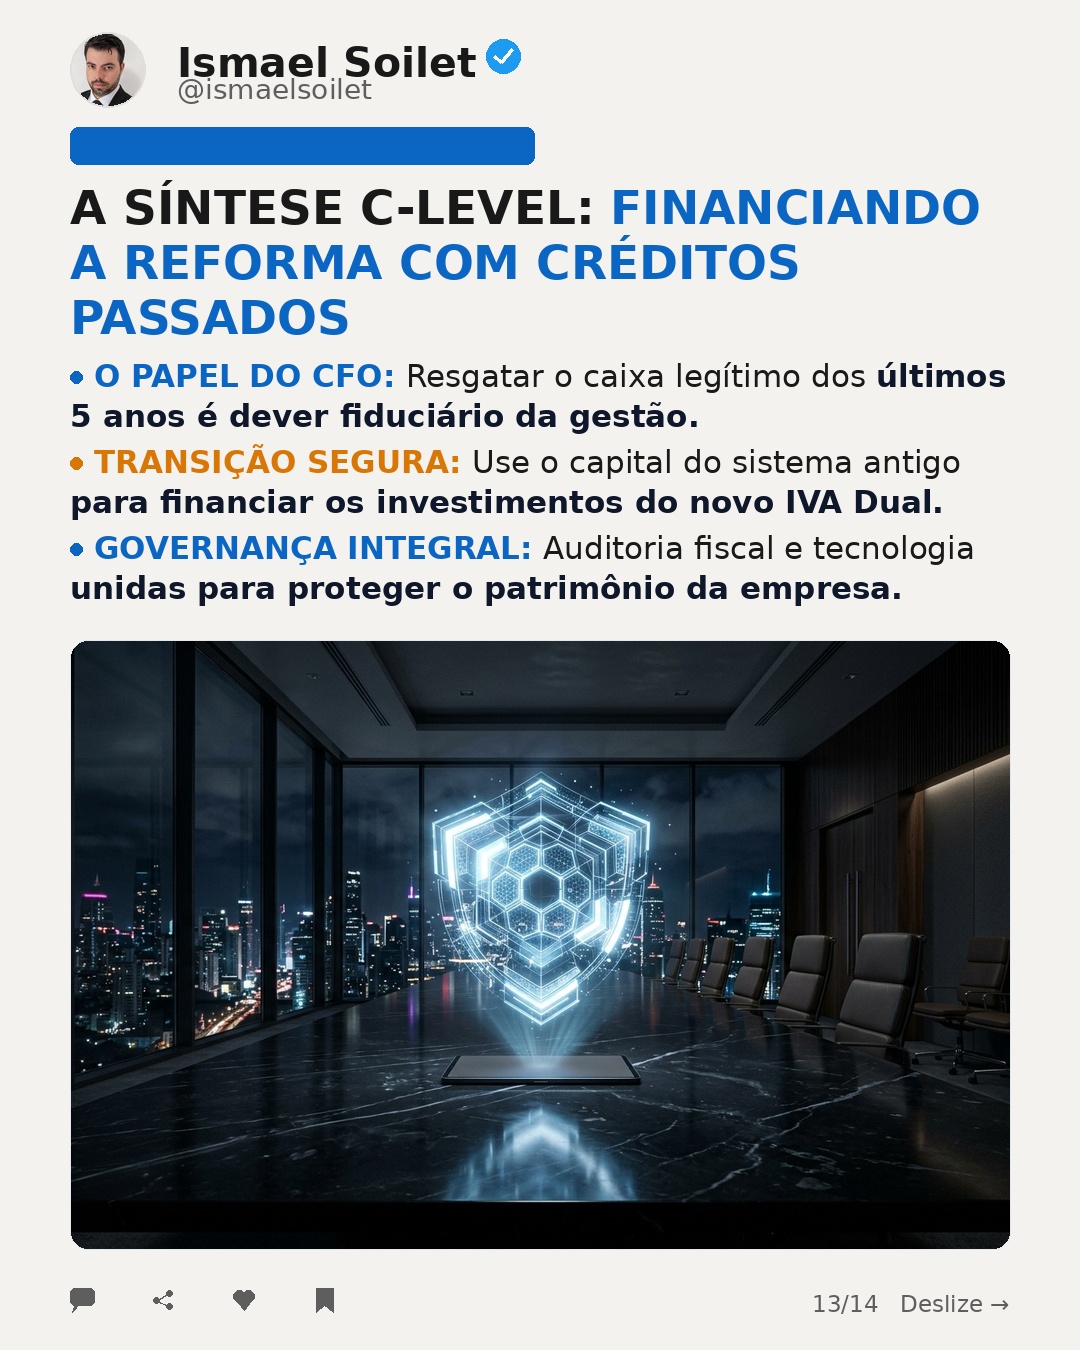 Ismael Soilet
@ismaelsoilet
A SÍNTESE C-LEVEL: FINANCIANDO
A REFORMA COM CRÉDITOS
PASSADOS
• O PAPEL DO CFO: Resgatar o caixa legítimo dos últimos
5 anos é dever fiduciário da gestão.
• TRANSIÇÃO SEGURA: Use o capital do sistema antigo
para financiar os investimentos do novo IVA Dual.
• GOVERNANÇA INTEGRAL: Auditoria fiscal e tecnologia
unidas para proteger o patrimônio da empresa.
13/14 Deslize →